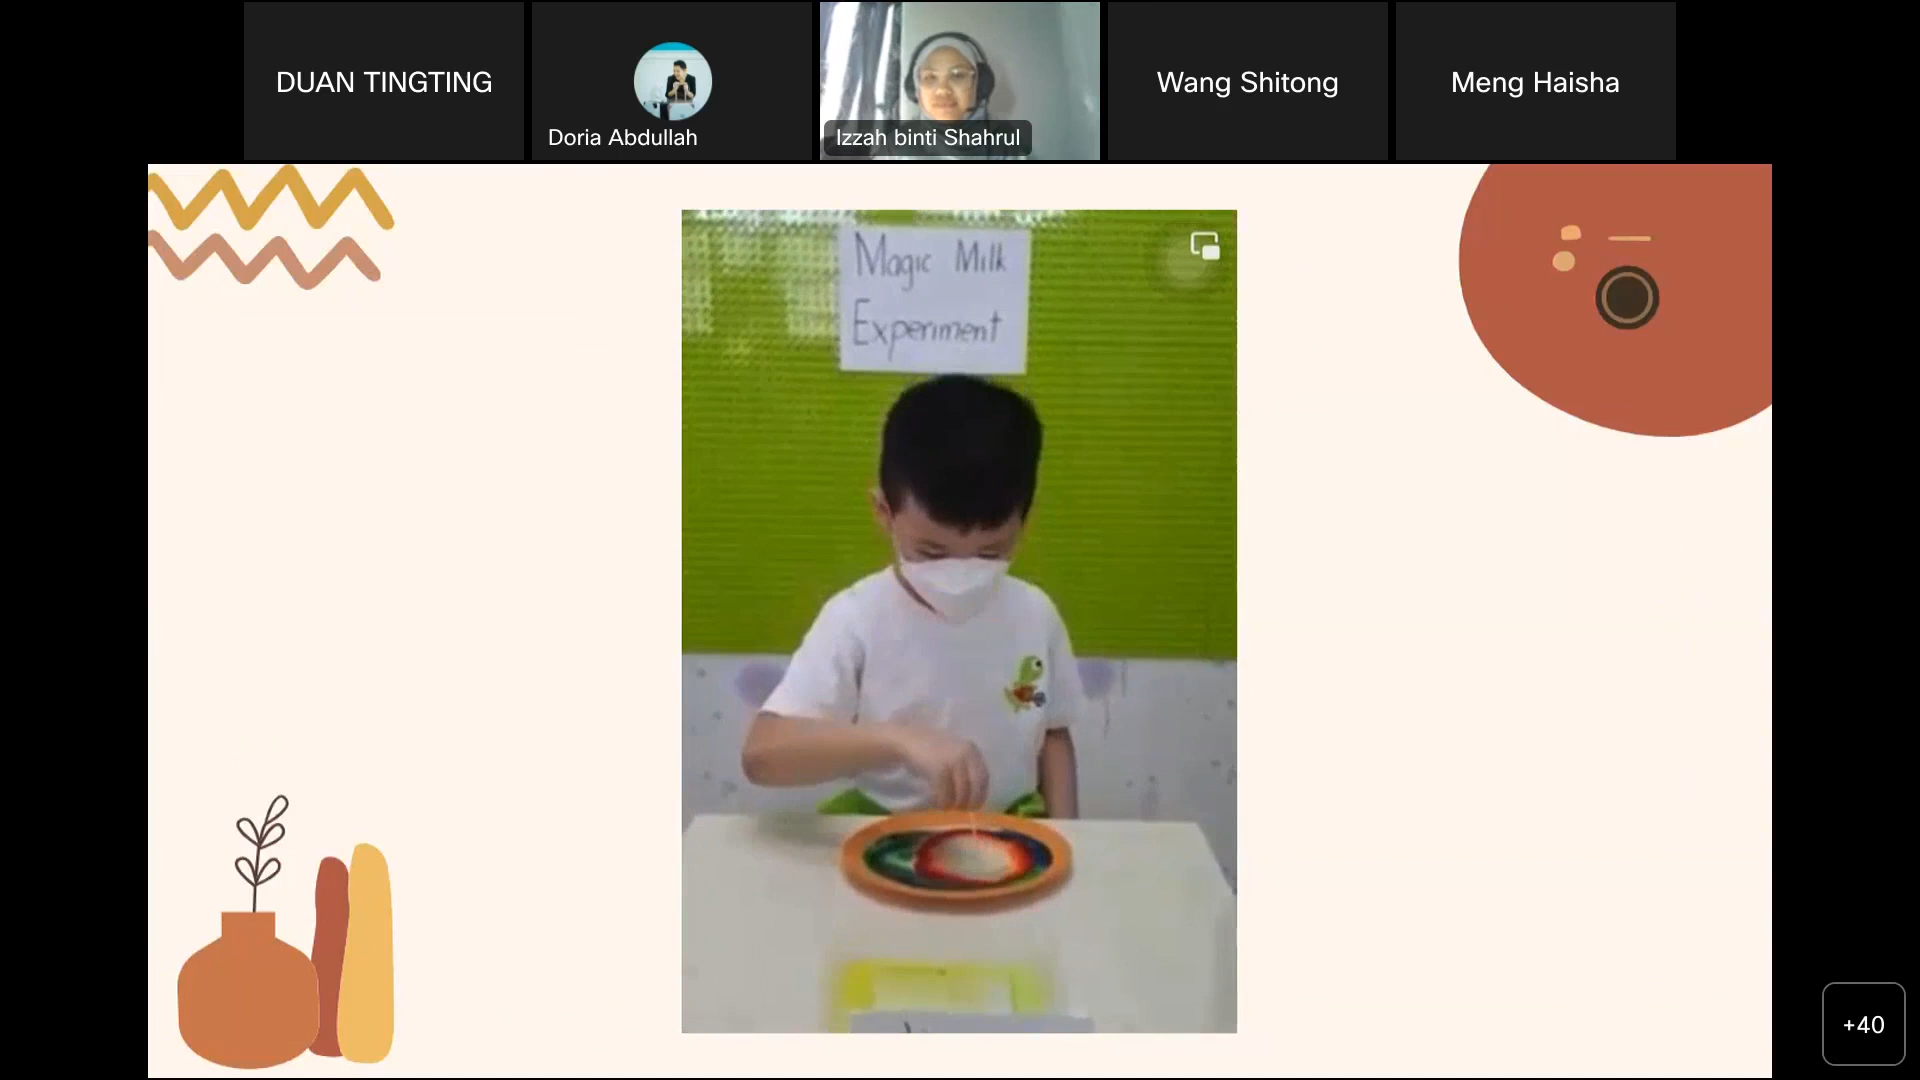 DUAN TINGTING
Doria Abdullah
Izzah binti Shahrul
Wang Shitong
Meng Haisha
Magic Milk
Experiment
+40